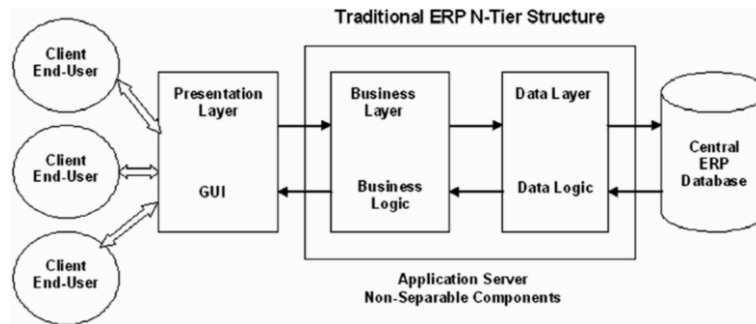 Traditional ERP N-Tier Structure
Client
End-User
Client
End-User
Client
End-User
Presentation
Layer
GUI
Business
Layer
Business
Logic
Data Layer
Data Logic
Central
ERP
Database
Application Server
Non-Separable Components